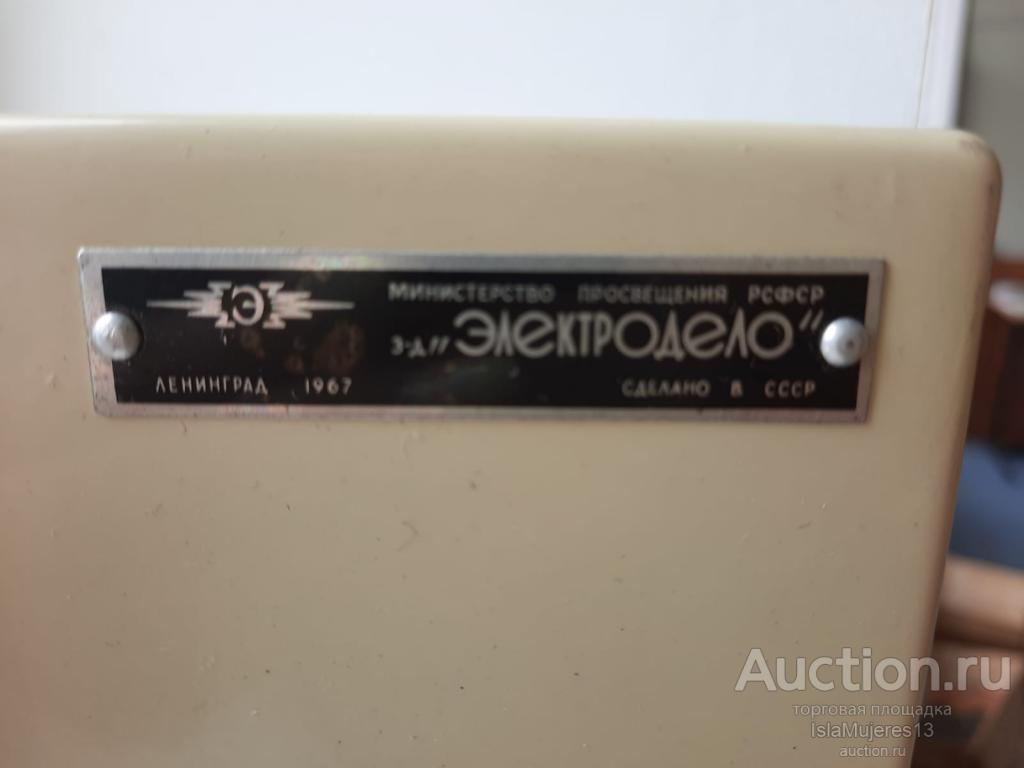 Э
МИНИСТЕРСТВО ПРОСВЕЩЕНИЯ РСФСР
З-Д "ЭЛЕКТРОДЕЛО"
ЛЕНИНГРАД 1967
СДЕЛАНО В СССР
Auction.ru
торговая площадка
IslaMujeres13
auction.ru